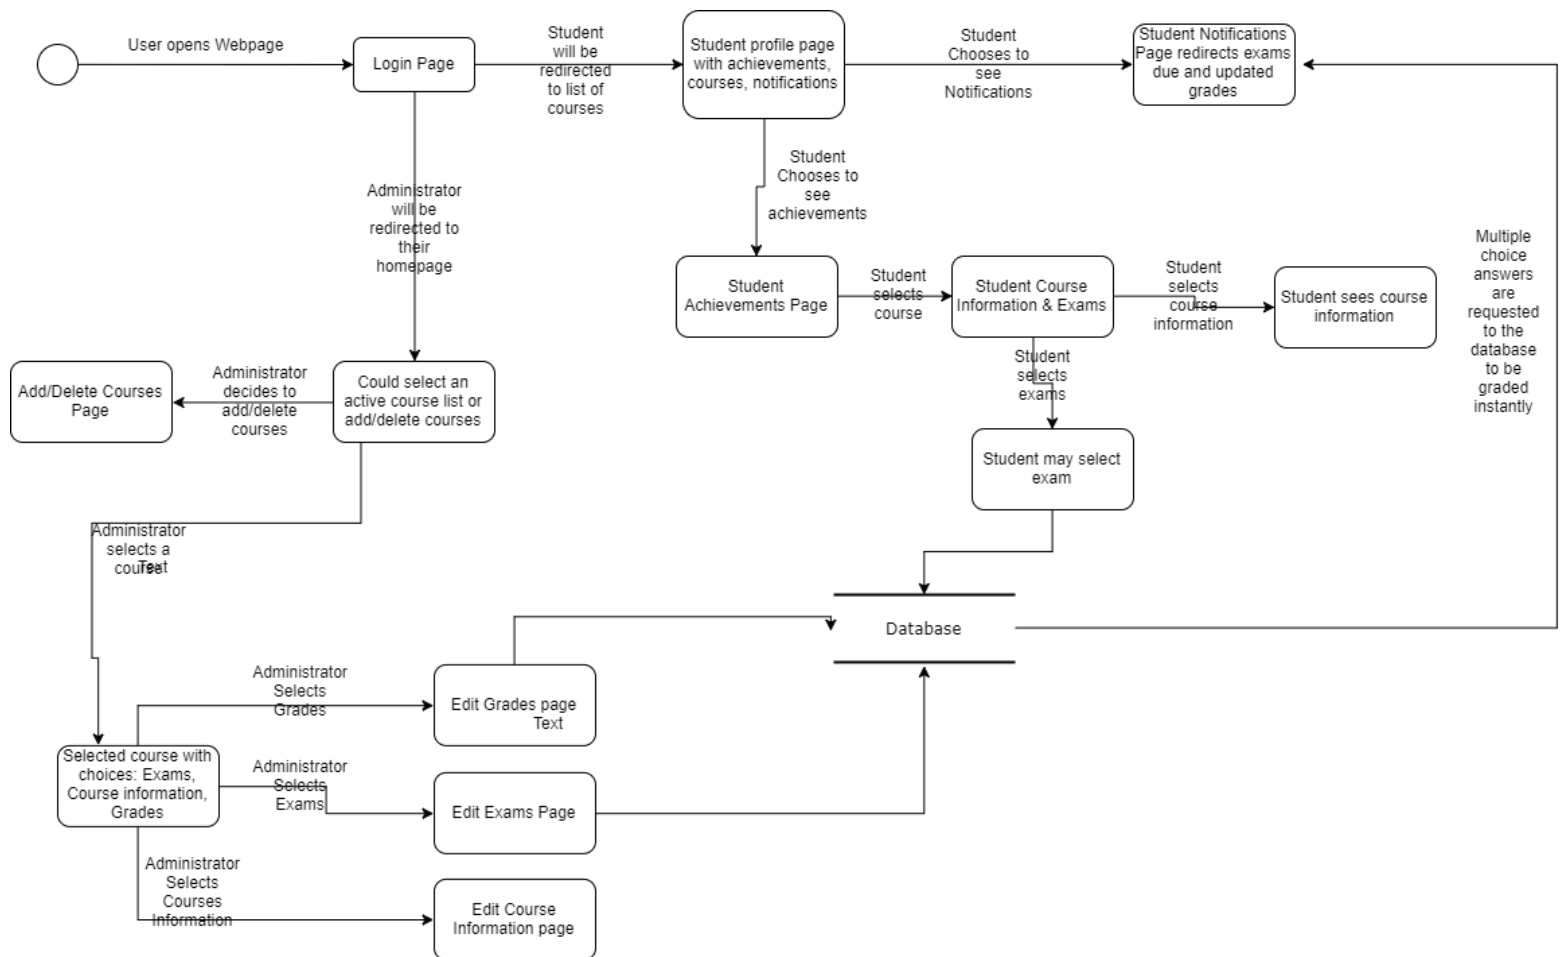 User opens Webpage
Login Page
Student
will be
redirected
to list of
courses
Student profile page
with achievements,
courses, notifications
Student
Chooses to
see
Notifications
Student Notifications
Page redirects exams
due and updated
grades
Administrator
will be
redirected to
their
homepage
Student
Chooses to
see
achievements
Multiple
choice
answers
are
requested
to the
database
to be
graded
instantly
Student
Achievements Page
Student
selects
course
Student Course
Information & Exams
Student
selects
course
information
Student sees course
information
Student
selects
exams
Add/Delete Courses
Page
Administrator
decides to
add/delete
courses
Could select an
active course list or
add/delete courses
Student may select
exam
Administrator
selects a
course
Text
Database
Administrator
Selects
Grades
Edit Grades page
Text
Selected course with
choices: Exams,
Course information,
Grades
Administrator
Selects
Exams
Edit Exams Page
Administrator
Selects
Courses
Information
Edit Course
Information page